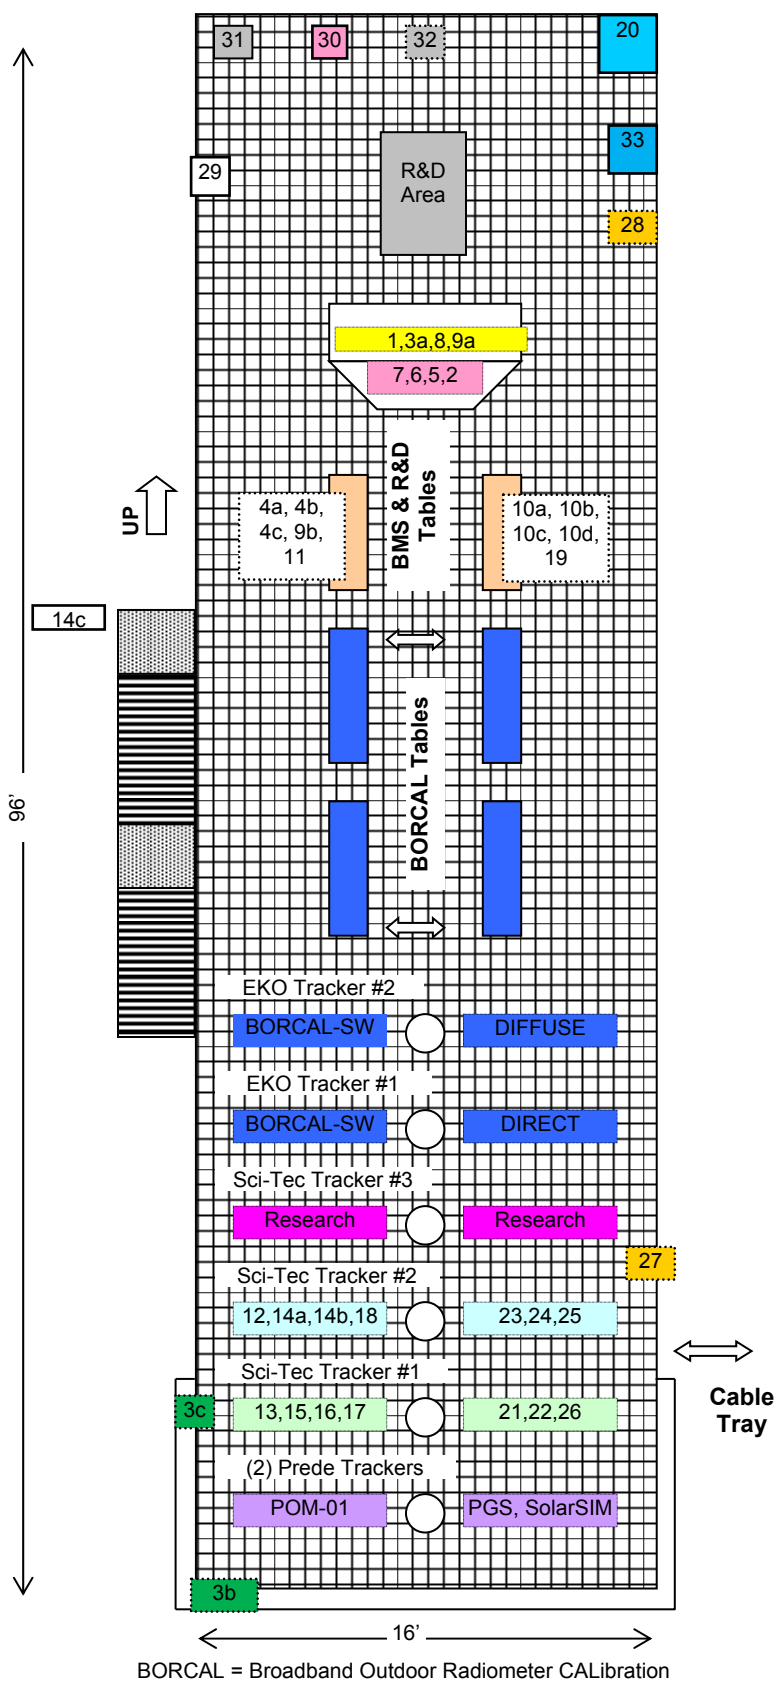 31
30
32
20
33
29
R&D
Area
28
1,3a,8,9a
7,6,5,2
UP
4a, 4b,
4c, 9b,
11
BMS & R&D
Tables
10a, 10b,
10c, 10d,
19
14c
96’
BORCAL Tables
EKO Tracker #2
BORCAL-SW
DIFFUSE
EKO Tracker #1
BORCAL-SW
DIRECT
Sci-Tec Tracker #3
Research
Research
27
Sci-Tec Tracker #2
12,14a,14b,18
23,24,25
Sci-Tec Tracker #1
Cable
Tray
3c
13,15,16,17
21,22,26
(2) Prede Trackers
POM-01
PGS, SolarSIM
3b
16’
BORCAL = Broadband Outdoor Radiometer CALibration